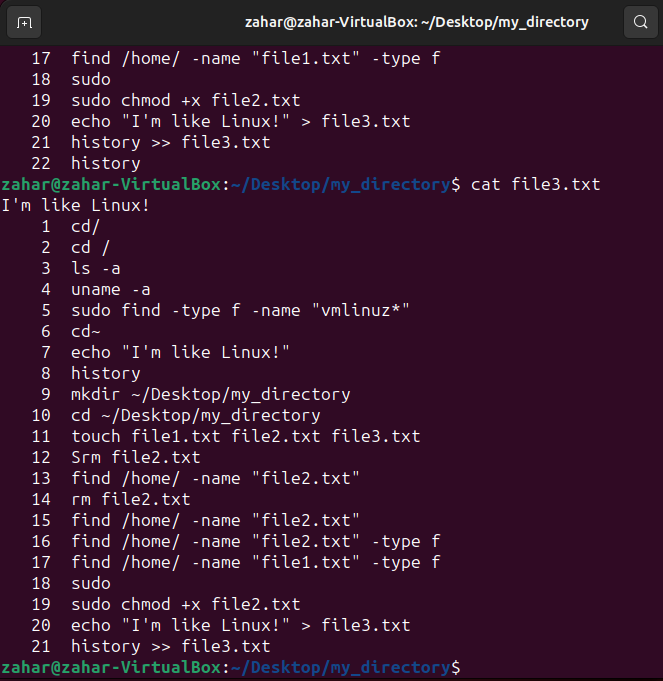 zahar@zahar-VirtualBox: ~/Desktop/my_directory
17 find /home/ -name "file1.txt" -type f
18 sudo
19 sudo chmod +x file2.txt
20 echo "I'm like Linux!" > file3.txt
21 history >> file3.txt
22 history
zahar@zahar-VirtualBox:~/Desktop/my_directory$ cat file3.txt
I'm like Linux!
1 cd/
2 cd /
3 ls -a
4 uname -a
5 sudo find -type f -name "vmlinuz*"
6 cd~
7 echo "I'm like Linux!"
8 history
9 mkdir ~/Desktop/my_directory
10 cd ~/Desktop/my_directory
11 touch file1.txt file2.txt file3.txt
12 Srm file2.txt
13 find /home/ -name "file2.txt"
14 rm file2.txt
15 find /home/ -name "file2.txt"
16 find /home/ -name "file2.txt" -type f
17 find /home/ -name "file1.txt" -type f
18 sudo
19 sudo chmod +x file2.txt
20 echo "I'm like Linux!" > file3.txt
21 history >> file3.txt
zahar@zahar-VirtualBox:~/Desktop/my_directory$